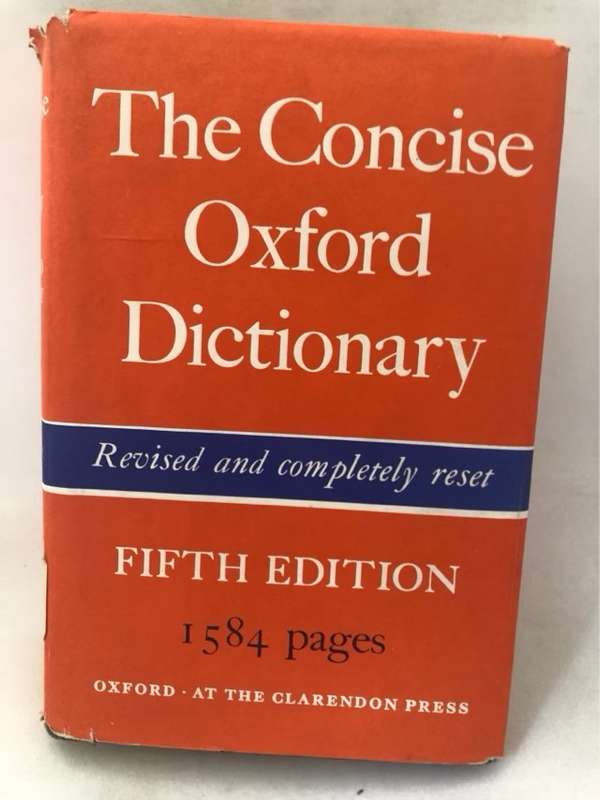 The Concise
Oxford
Dictionary
Revised and completely reset
FIFTH EDITION
1584 pages
OXFORD · AT THE CLARENDON PRESS